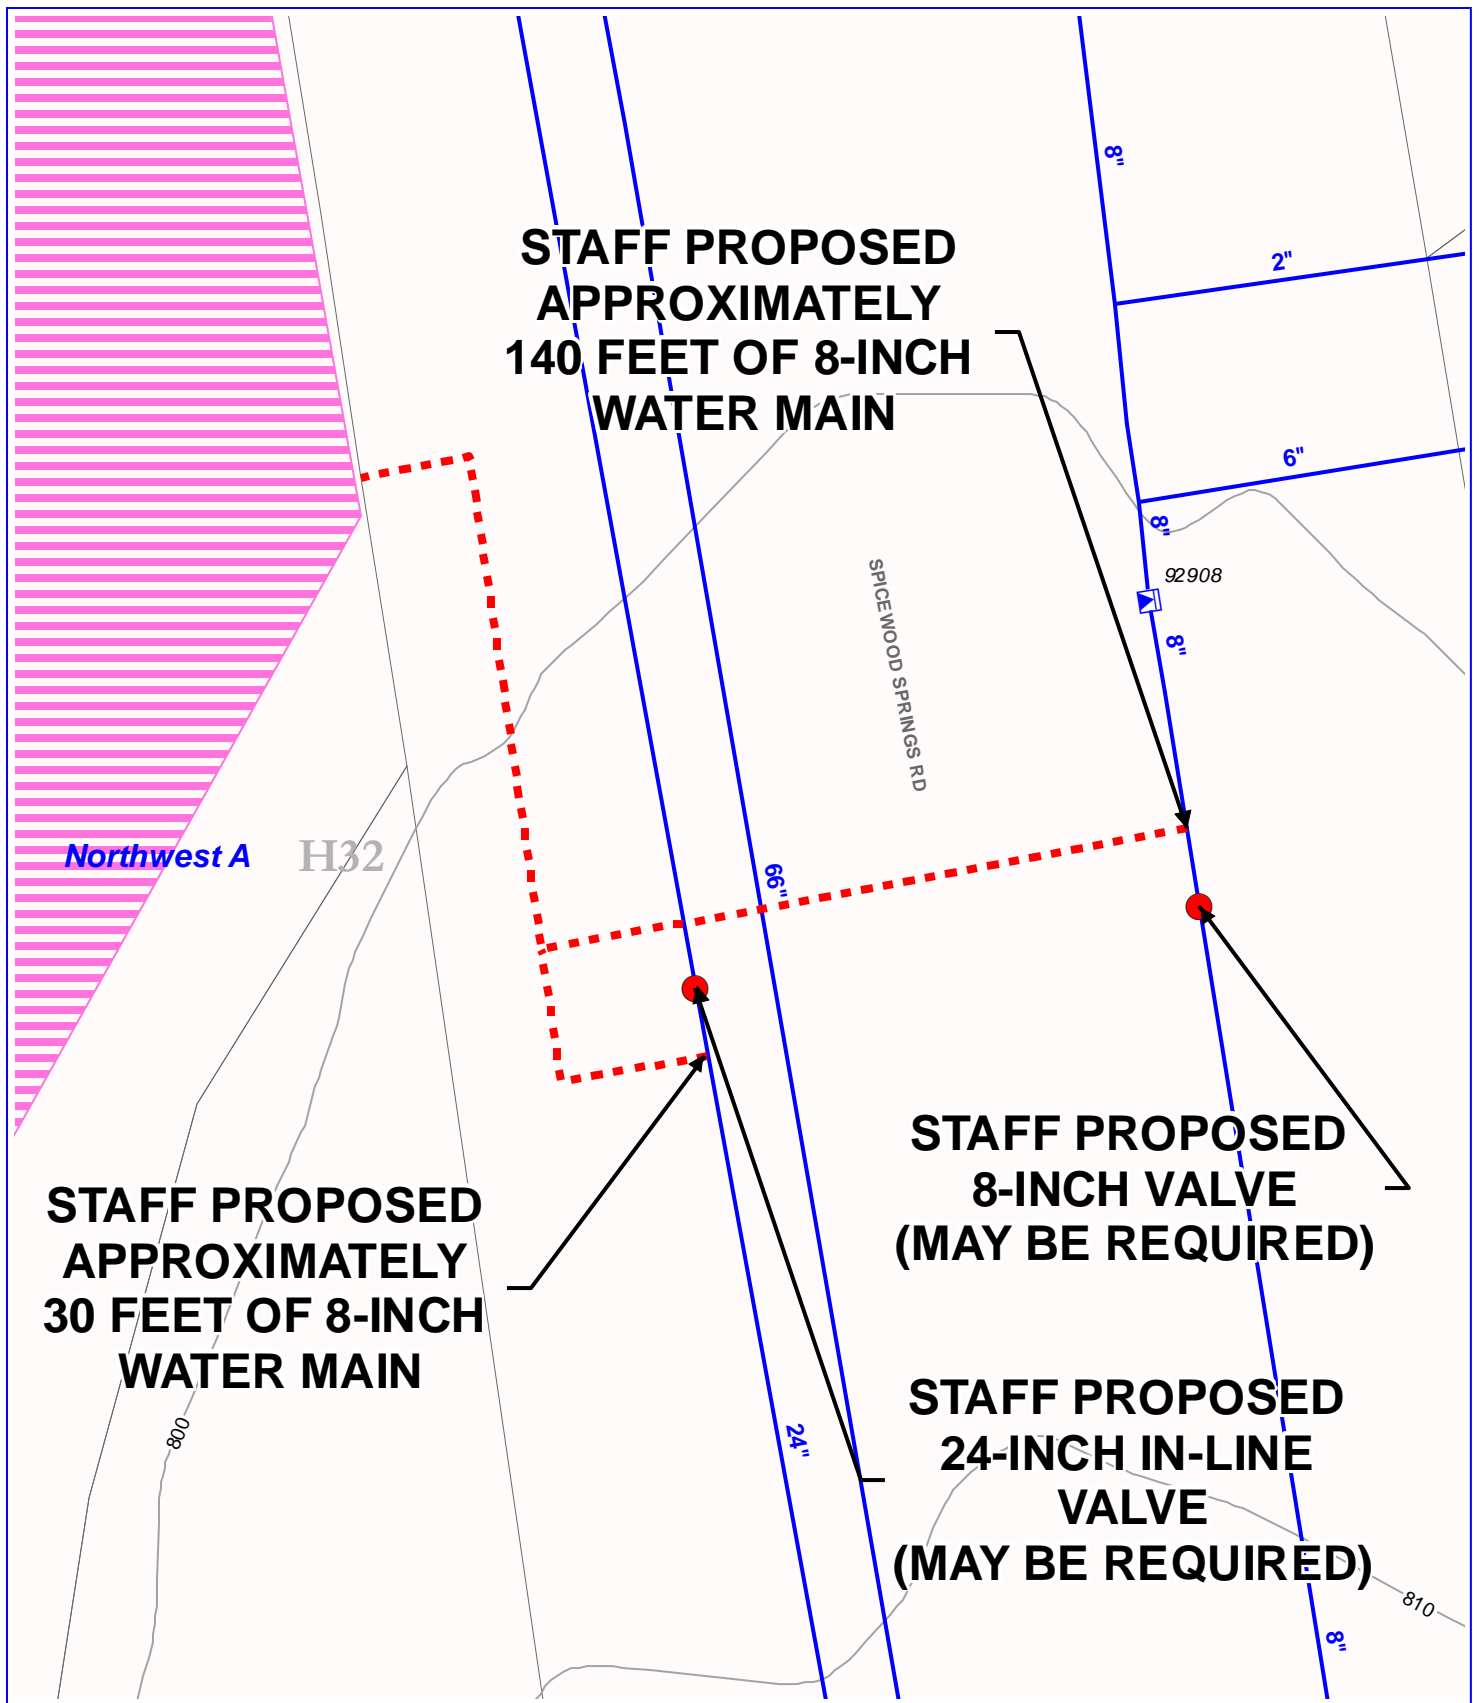 8"
STAFF PROPOSED
APPROXIMATELY
140 FEET OF 8-INCH
WATER MAIN
2"
6"
8"
92908
8"
SPICEWOOD SPRINGS RD
Northwest A
H32
66"
STAFF PROPOSED
8-INCH VALVE
(MAY BE REQUIRED)
STAFF PROPOSED
APPROXIMATELY
30 FEET OF 8-INCH
WATER MAIN
800
24"
STAFF PROPOSED
24-INCH IN-LINE
VALVE
(MAY BE REQUIRED)
810
8"